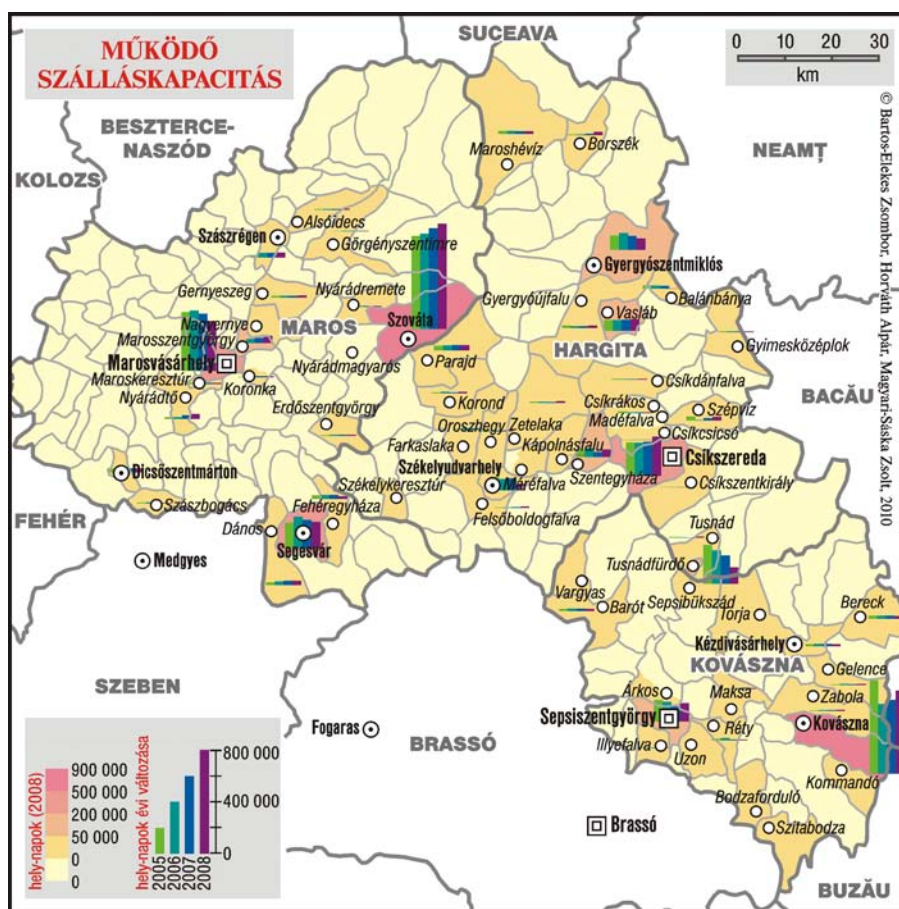 MŰKÖDŐ
SZÁLLÁSKAPACITÁS
SUCEAVA
0 10 20 30
km
BESZTERCE-
NASZÓD
KOLOZS
NEAMȚ
© Bartos-Elekes Zsombor, Horváth Alpár, Magyari-Sáska Zsolt, 2010
Maroshévíz
Borszék
Alsóidecs
Szászrégen
Görgényszentimre
Gyergyószentmiklós
Gernyeszeg
Nyárádremete
Gyergyóújfalu
Balánbánya
Vasláb
Nagyernye
MAROS
Szováta
Marosszentgyörgy
HARGITA
Gyimesközéplok
Marosvásárhely
Nyárádmagyarós
Parajd
Maroskeresztúr
Koronka
Csíkdánfalva
BACĂU
Nyárádtő
Korond
Csíkrákos
Szépvíz
Erdőszentgyörgy
Oroszhegy
Zetelaka
Madéfalva
Csíkcsicsó
Farkaslaka
Kápolnásfalu
Csíkszereda
Dicsőszentmárton
Székelyudvarhely
Szentegyháza
Székelykeresztúr
Máréfalva
Csíkszentkirály
Szászbogács
Fehéregyháza
Felsőboldogfalva
FEHÉR
Dános
Segesvár
Tusnád
Medgyes
Tusnádfürdő
Vargyas
Sepsibükszád
Bereck
Barót
Torja
Kézdivásárhely
KOVÁSZNA
Gelence
SZEBEN
Árkos
Maksa
Zabola
Sepsiszentgyörgy
Réty
Kovászna
Fogaras
BRASSÓ
Illyefalva
Uzon
Kommandó
Bodzaforduló
Brassó
Szitabodza
BUZĂU
hely-napok (2008)
900 000
500 000
200 000
50 000
0
0
hely-napok évi változása
800 000
400 000
0
2005
2006
2007
2008